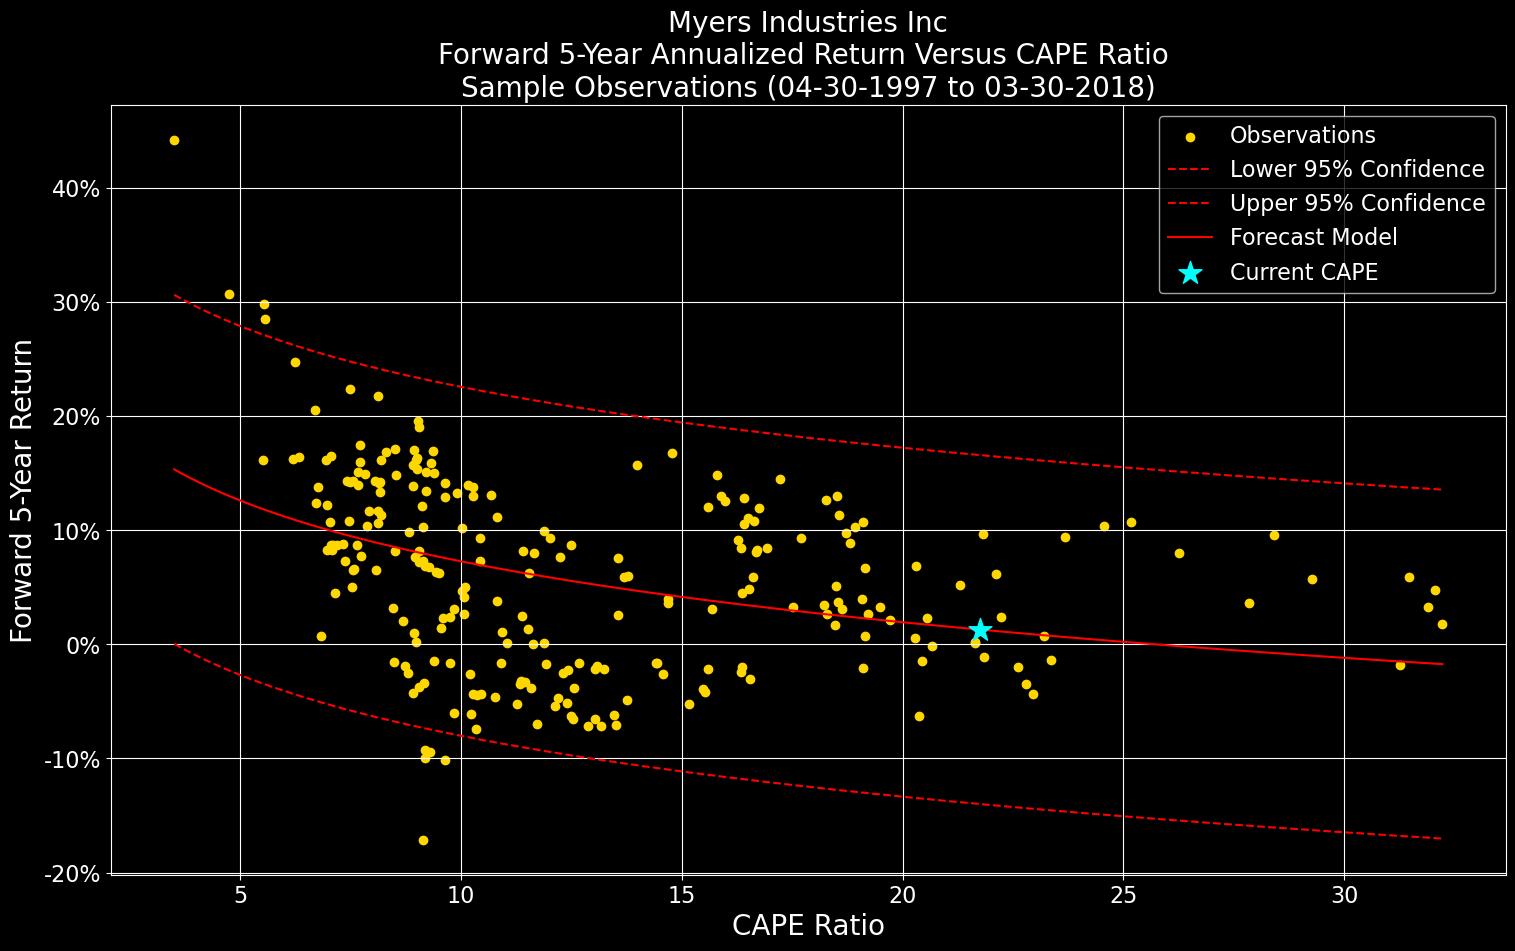 Myers Industries Inc
Forward 5-Year Annualized Return Versus CAPE Ratio
Sample Observations (04-30-1997 to 03-30-2018)
Observations
Lower 95% Confidence
Upper 95% Confidence
Forecast Model
Current CAPE
Forward 5-Year Return
40%
30%
20%
10%
0%
-10%
-20%
5 10 15 20 25 30
CAPE Ratio